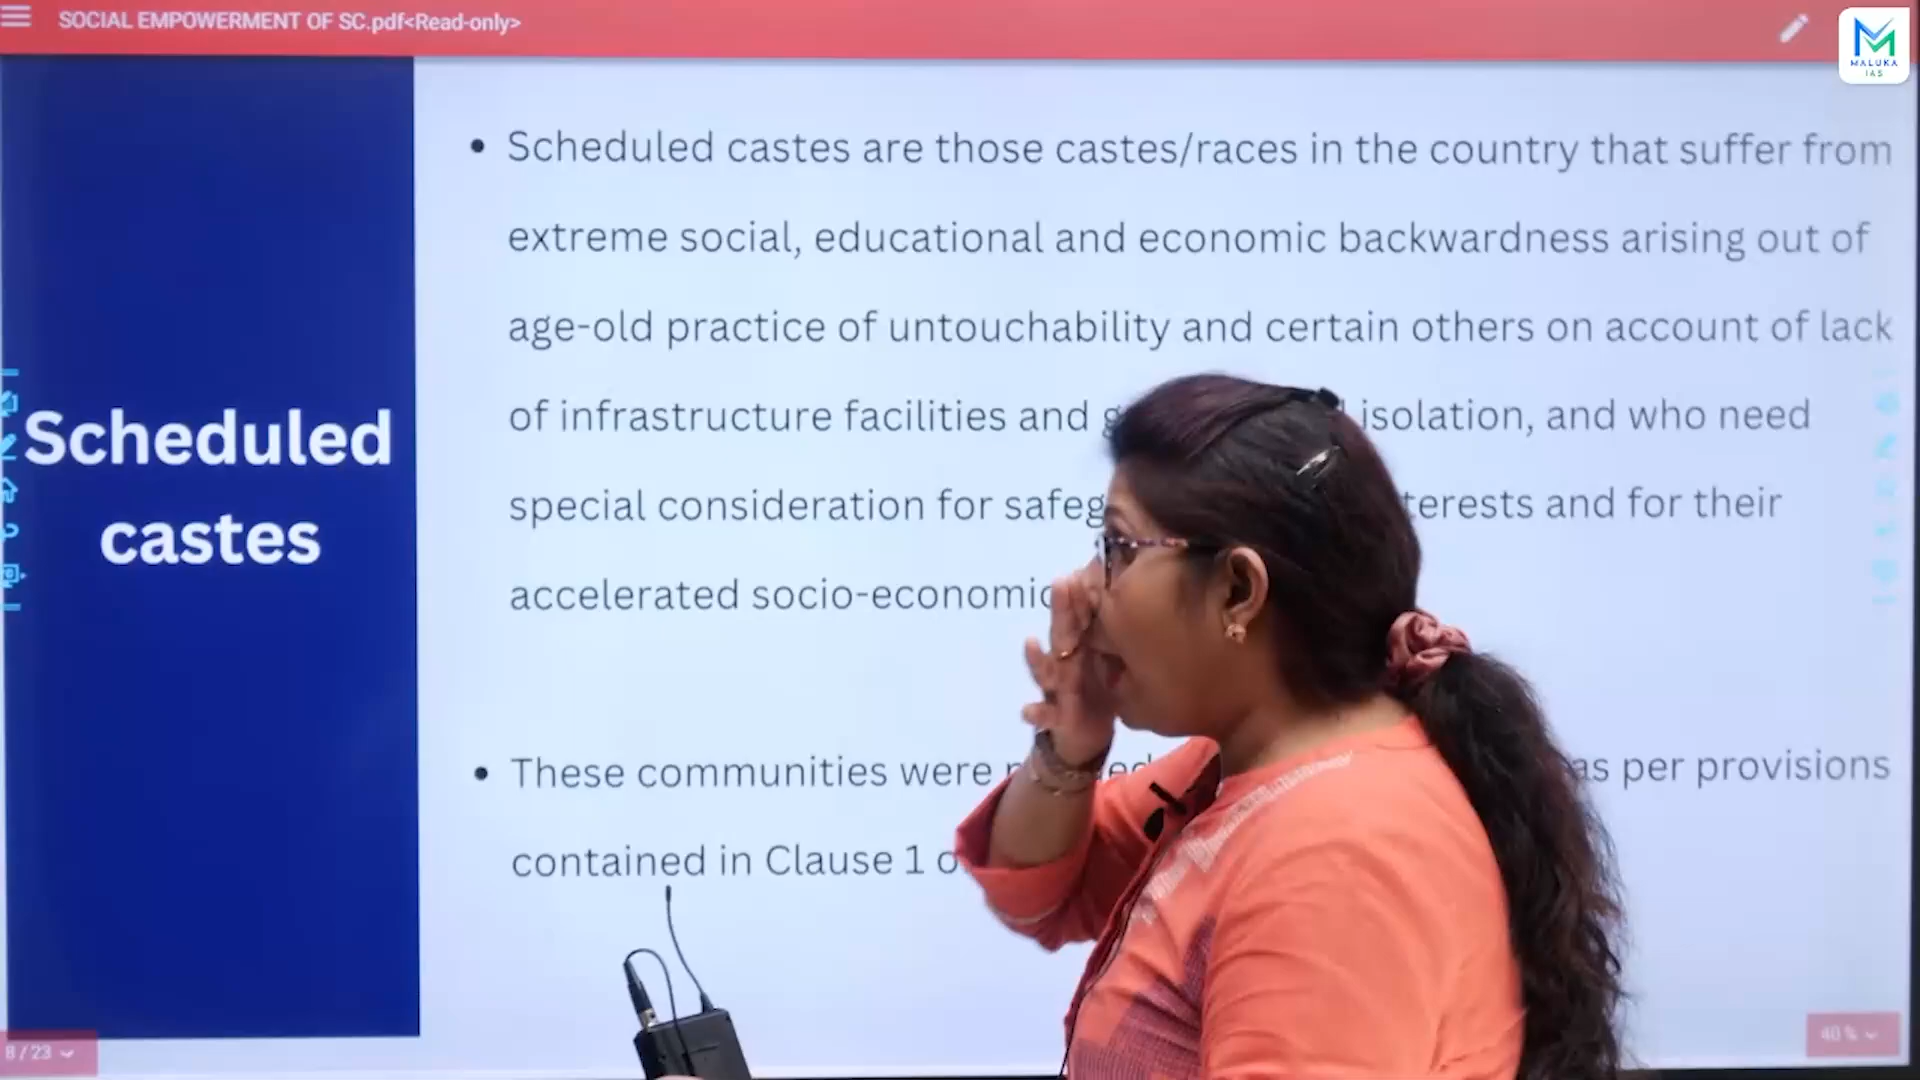 SOCIAL EMPOWERMENT OF SC.pdf<Read-only>
MALUKA
IAS
Scheduled
castes
• Scheduled castes are those castes/races in the country that suffer from
extreme social, educational and economic backwardness arising out of
age-old practice of untouchability and certain others on account of lack
of infrastructure facilities and isolation, and who need
special consideration for and for their
accelerated socio-economic
• These communities were as per provisions
contained in Clause 1
8 / 23
40 %